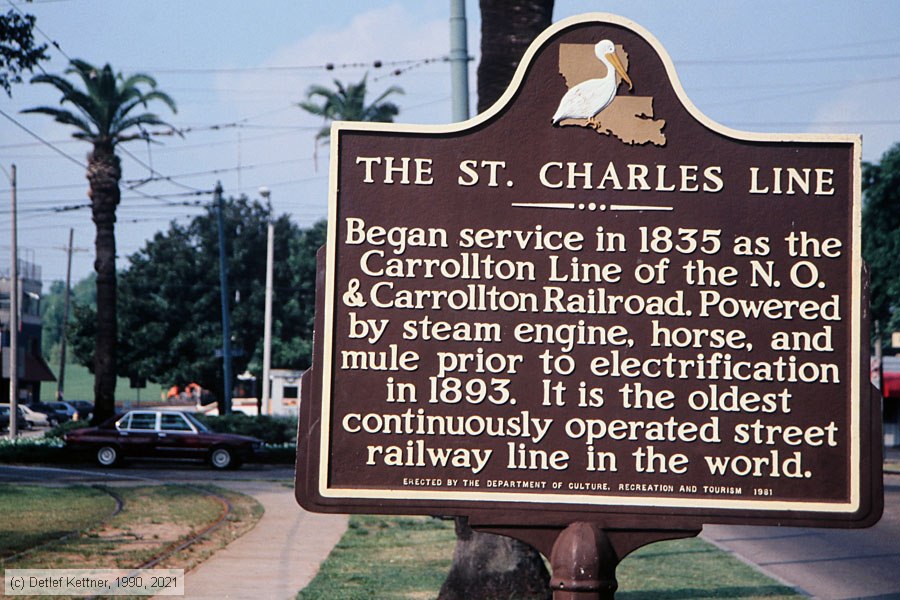 THE ST. CHARLES LINE
Began service in 1835 as the
Carrollton Line of the N. O.
& Carrollton Railroad. Powered
by steam engine, horse, and
mule prior to electrification
in 1893. It is the oldest
continuously operated street
railway line in the world.
ERECTED BY THE DEPARTMENT OF CULTURE, RECREATION AND TOURISM 1981
(c) Detlef Kettner, 1990, 2021